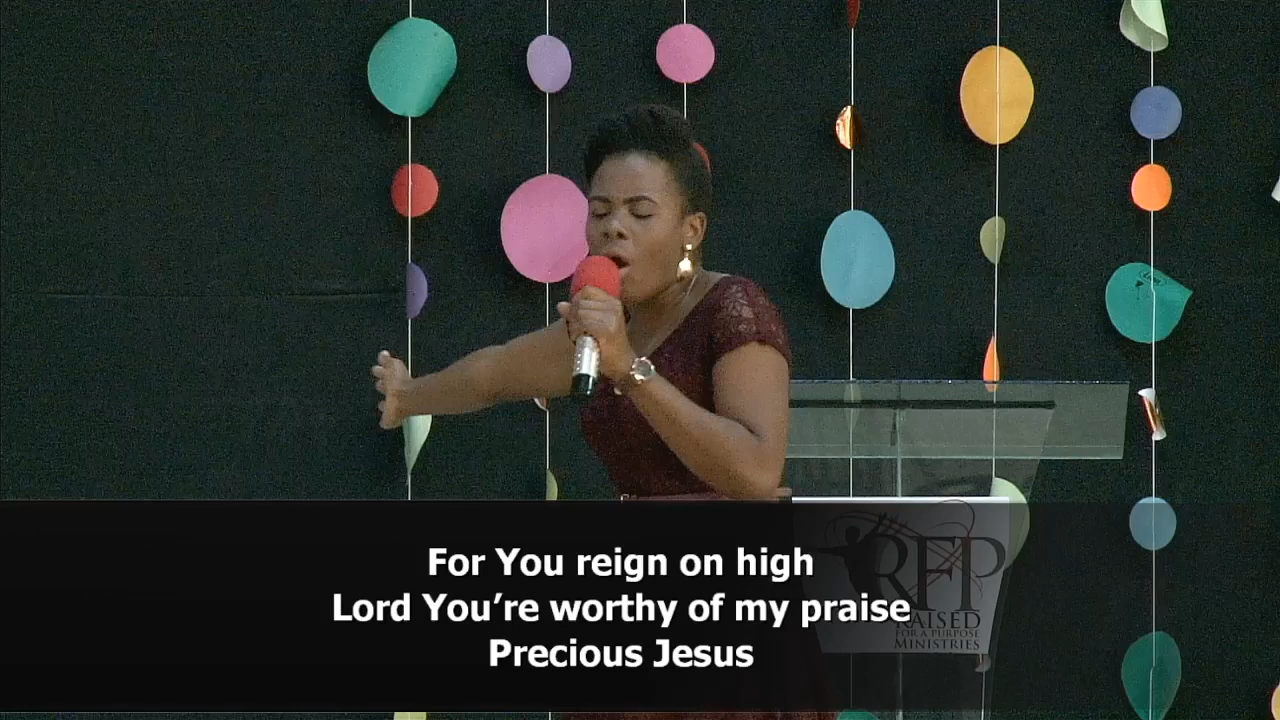 For You reign on high
Lord You’re worthy of my praise
Precious Jesus
RFP
RAISED
FOR A PURPOSE
MINISTRIES